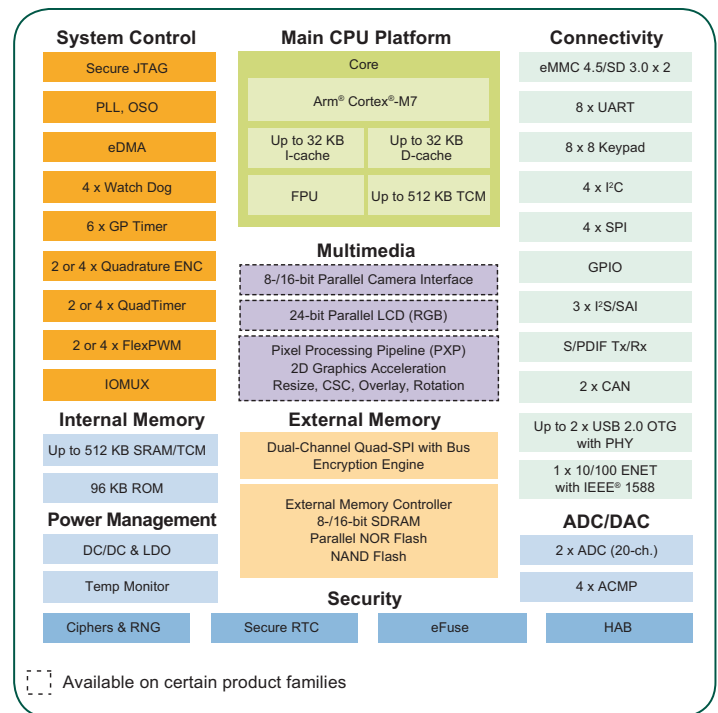 System Control
Secure JTAG
PLL, OSO
eDMA
4 x Watch Dog
6 x GP Timer
2 or 4 x Quadrature ENC
2 or 4 x QuadTimer
2 or 4 x FlexPWM
IOMUX
Internal Memory
Up to 512 KB SRAM/TCM
96 KB ROM
Power Management
DC/DC & LDO
Temp Monitor
Main CPU Platform
Core
Arm® Cortex®-M7
Up to 32 KB
I-cache
Up to 32 KB
D-cache
FPU
Up to 512 KB TCM
Multimedia
8-/16-bit Parallel Camera Interface
24-bit Parallel LCD (RGB)
Pixel Processing Pipeline (PXP)
2D Graphics Acceleration
Resize, CSC, Overlay, Rotation
External Memory
Dual-Channel Quad-SPI with Bus
Encryption Engine
External Memory Controller
8-/16-bit SDRAM
Parallel NOR Flash
NAND Flash
Connectivity
eMMC 4.5/SD 3.0 x 2
8 x UART
8 x 8 Keypad
4 x I²C
4 x SPI
GPIO
3 x I²S/SAI
S/PDIF Tx/Rx
2 x CAN
Up to 2 x USB 2.0 OTG
with PHY
1 x 10/100 ENET
with IEEE® 1588
ADC/DAC
2 x ADC (20-ch.)
4 x ACMP
Security
Ciphers & RNG
Secure RTC
eFuse
HAB
Available on certain product families